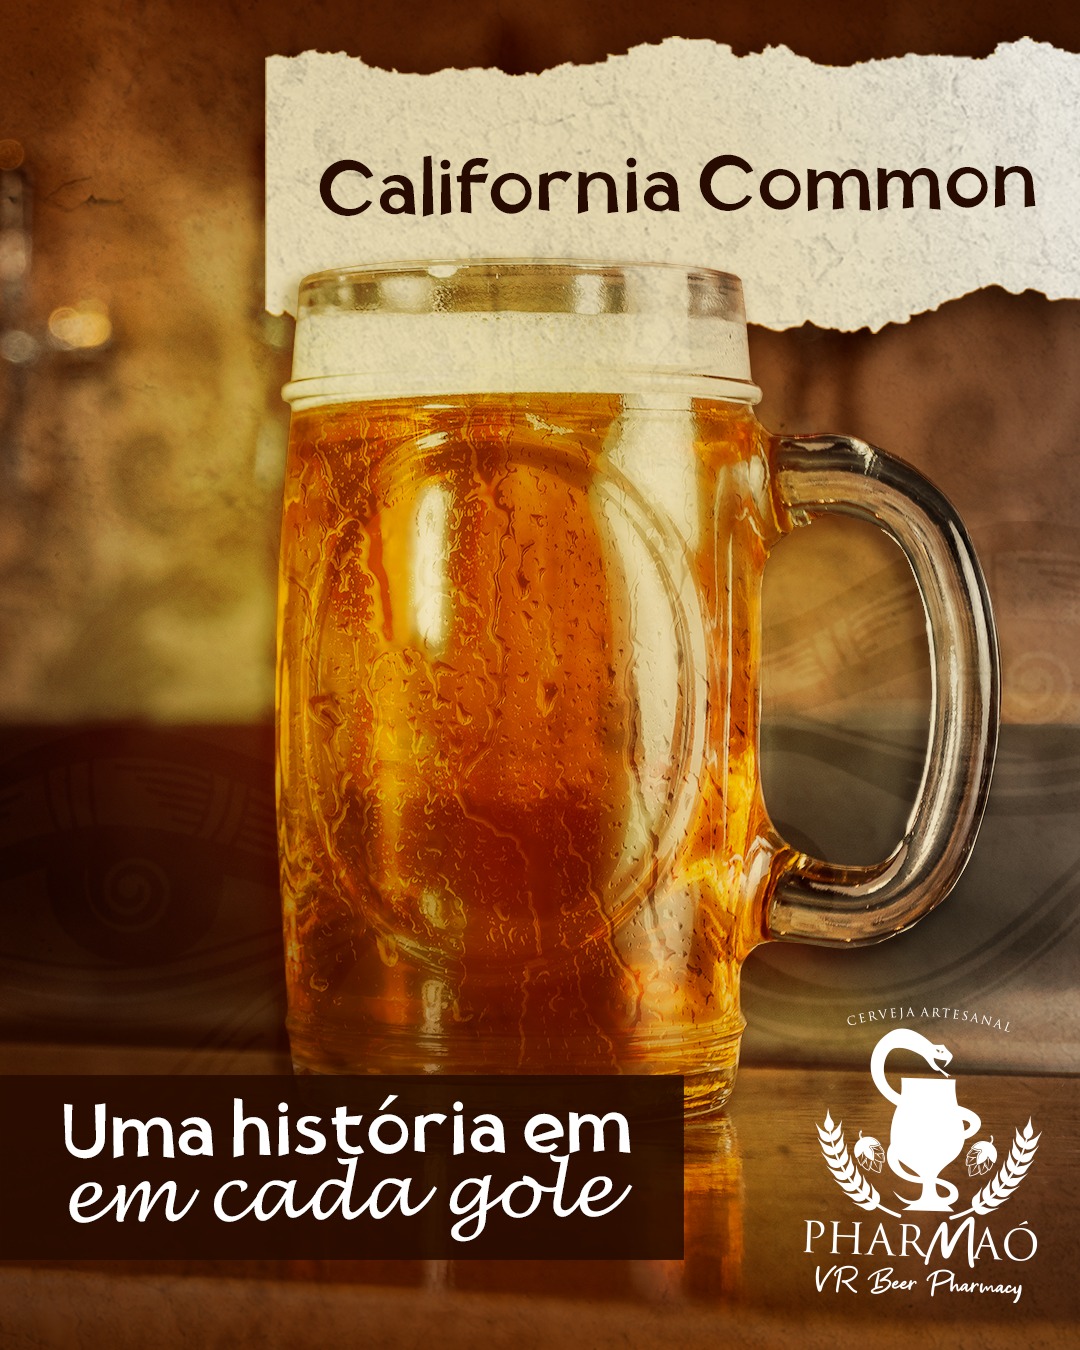 California Common
Uma história em
em cada gole
CERVEJA ARTESANAL
PHARMAÓ
VR Beer Pharmacy